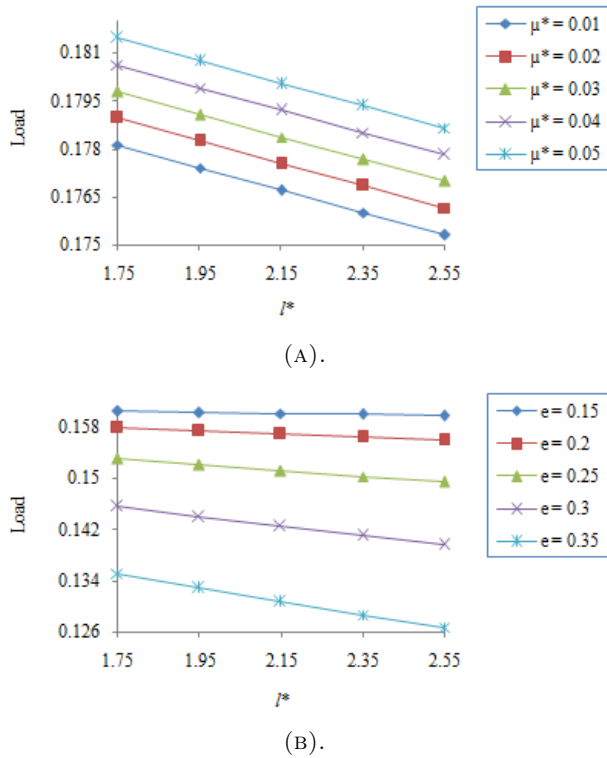 0.181
0.1795
0.178
0.1765
0.175
Load
1.75 1.95 2.15 2.35 2.55
l*
μ* = 0.01
μ* = 0.02
μ* = 0.03
μ* = 0.04
μ* = 0.05
(A).
0.158
0.15
0.142
0.134
0.126
Load
1.75 1.95 2.15 2.35 2.55
l*
e = 0.15
e = 0.2
e = 0.25
e = 0.3
e = 0.35
(B).